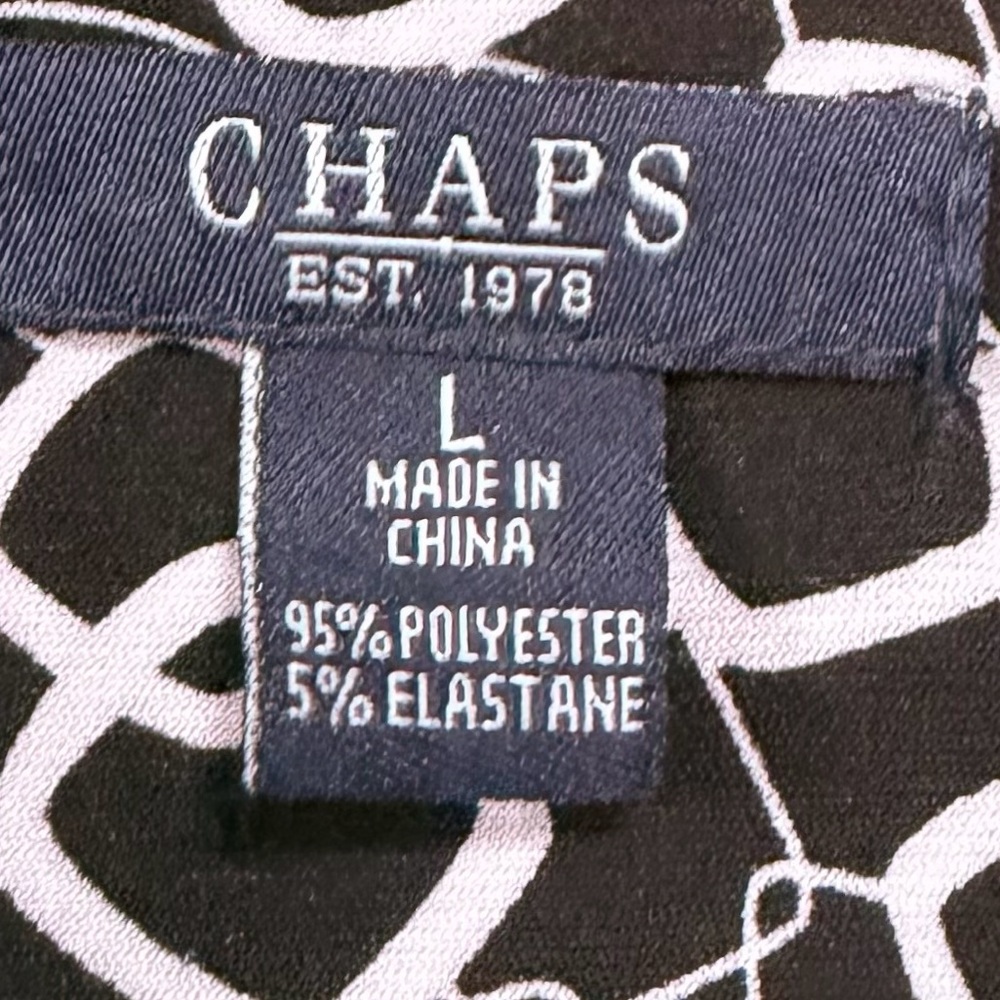 CHAPS
EST. 1978
L
MADE IN
CHINA
95% POLYESTER
5% ELASTANE